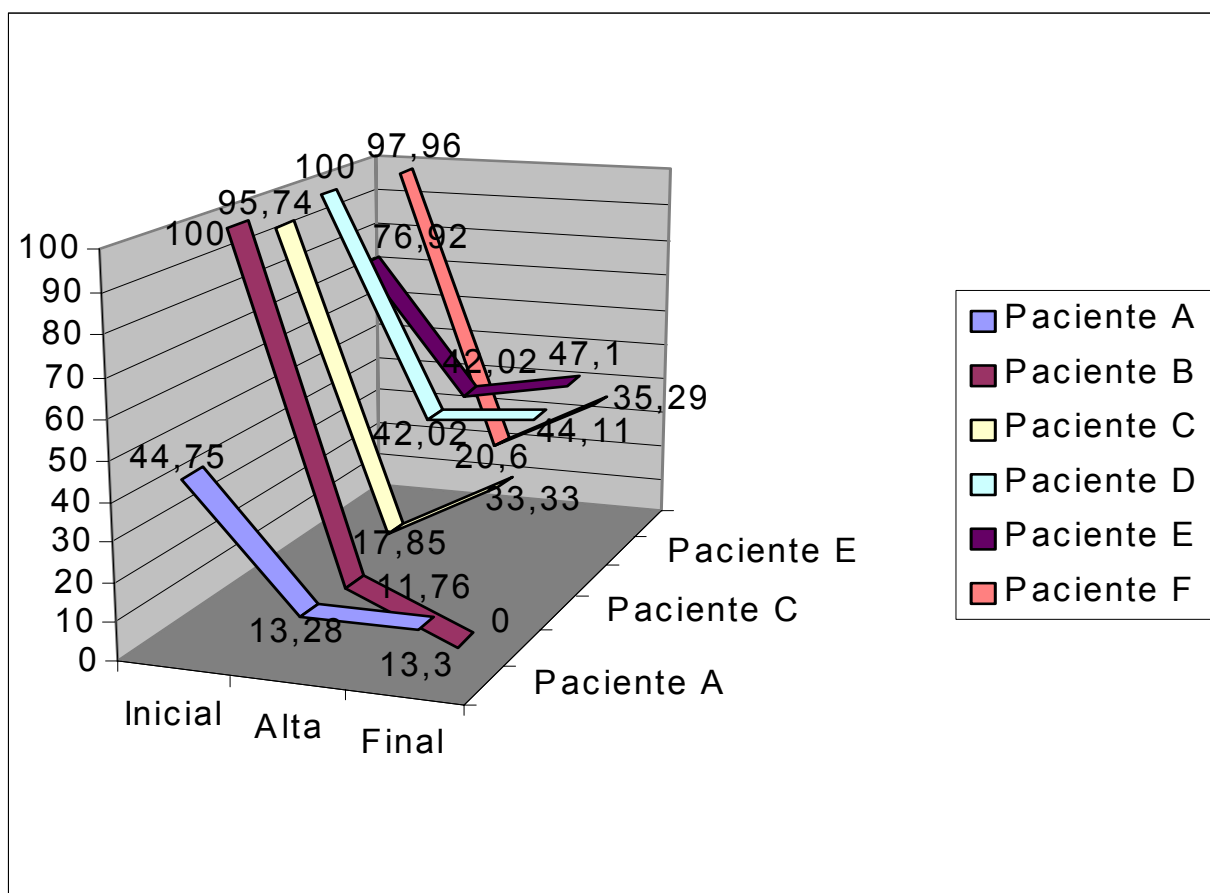 97,96
100
95,74
100
76,92
100
90
80
70
60
50
40
30
20
10
0
44,75
42,02
47,1
35,29
42,02
44,11
20,6
33,33
17,85
11,76
13,28
0
13,3
Inicial
Alta
Final
Paciente A
Paciente C
Paciente E
Paciente A
Paciente B
Paciente C
Paciente D
Paciente E
Paciente F